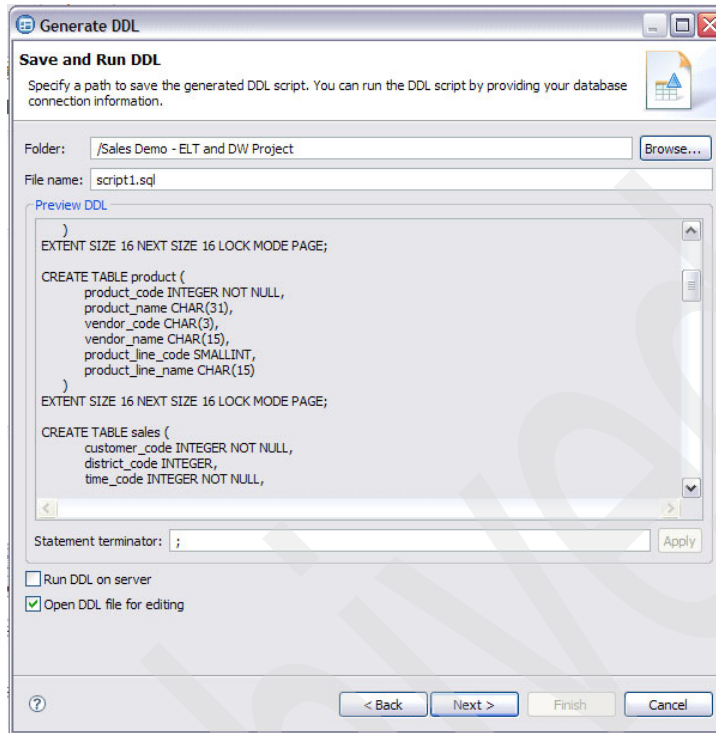 Generate DDL
Save and Run DDL
Specify a path to save the generated DDL script. You can run the DDL script by providing your database
connection information.
Folder: /Sales Demo - ELT and DW Project Browse...
File name: script1.sql
Preview DDL
)
EXTENT SIZE 16 NEXT SIZE 16 LOCK MODE PAGE;
CREATE TABLE product (
product_code INTEGER NOT NULL,
product_name CHAR(31),
vendor_code CHAR(3),
vendor_name CHAR(15),
product_line_code SMALLINT,
product_line_name CHAR(15)
)
EXTENT SIZE 16 NEXT SIZE 16 LOCK MODE PAGE;
CREATE TABLE sales (
customer_code INTEGER NOT NULL,
district_code INTEGER,
time_code INTEGER NOT NULL,
Statement terminator: ; Apply
Run DDL on server
Open DDL file for editing
? < Back Next > Finish Cancel